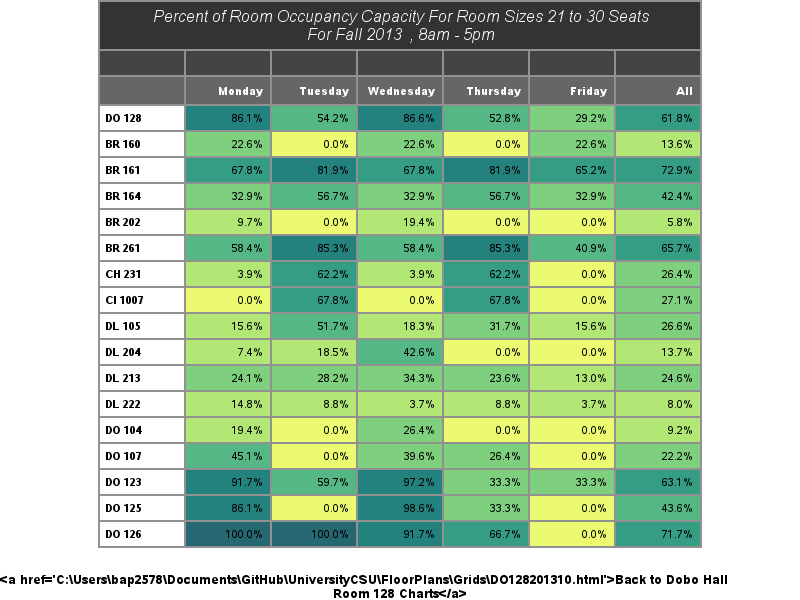 Percent of Room Occupancy Capacity For Room Sizes 21 to 30 Seats
For Fall 2013 , 8am - 5pm
Monday Tuesday Wednesday Thursday Friday All
DO 128 86.1% 54.2% 86.6% 52.8% 29.2% 61.8%
BR 160 22.6% 0.0% 22.6% 0.0% 22.6% 13.6%
BR 161 67.8% 81.9% 67.8% 81.9% 65.2% 72.9%
BR 164 32.9% 56.7% 32.9% 56.7% 32.9% 42.4%
BR 202 9.7% 0.0% 19.4% 0.0% 0.0% 5.8%
BR 261 58.4% 85.3% 58.4% 85.3% 40.9% 65.7%
CH 231 3.9% 62.2% 3.9% 62.2% 0.0% 26.4%
CI 1007 0.0% 67.8% 0.0% 67.8% 0.0% 27.1%
DL 105 15.6% 51.7% 18.3% 31.7% 15.6% 26.6%
DL 204 7.4% 18.5% 42.6% 0.0% 0.0% 13.7%
DL 213 24.1% 28.2% 34.3% 23.6% 13.0% 24.6%
DL 222 14.8% 8.8% 3.7% 8.8% 3.7% 8.0%
DO 104 19.4% 0.0% 26.4% 0.0% 0.0% 9.2%
DO 107 45.1% 0.0% 39.6% 26.4% 0.0% 22.2%
DO 123 91.7% 59.7% 97.2% 33.3% 33.3% 63.1%
DO 125 86.1% 0.0% 98.6% 33.3% 0.0% 43.6%
DO 126 100.0% 100.0% 91.7% 66.7% 0.0% 71.7%
<a href='C:\Users\bap2578\Documents\GitHub\UniversityCSU\FloorPlans\Grids\DO128201310.html'>Back to Dobo Hall
Room 128 Charts</a>